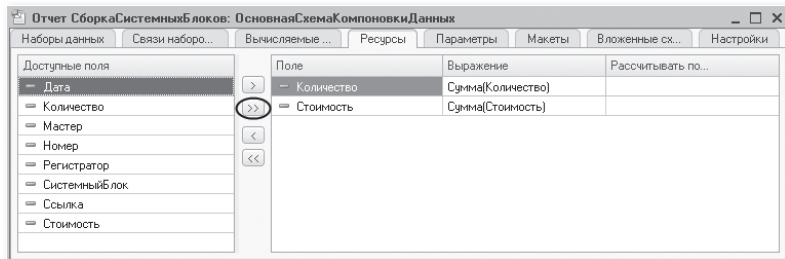 Отчет СборкаСистемныхБлоков: ОсновнаяСхемаКомпоновкиДанных
Наборы данных Связи наборо... Вычисляемые ... Ресурсы Параметры Макеты Вложенные сх... Настройки
Доступные поля Поле Выражение Рассчитывать по...
Дата > Количество Сумма(Количество)
Количество >> Стоимость Сумма(Стоимость)
Мастер
Номер <
Регистратор <<
СистемныйБлок
Ссылка
Стоимость